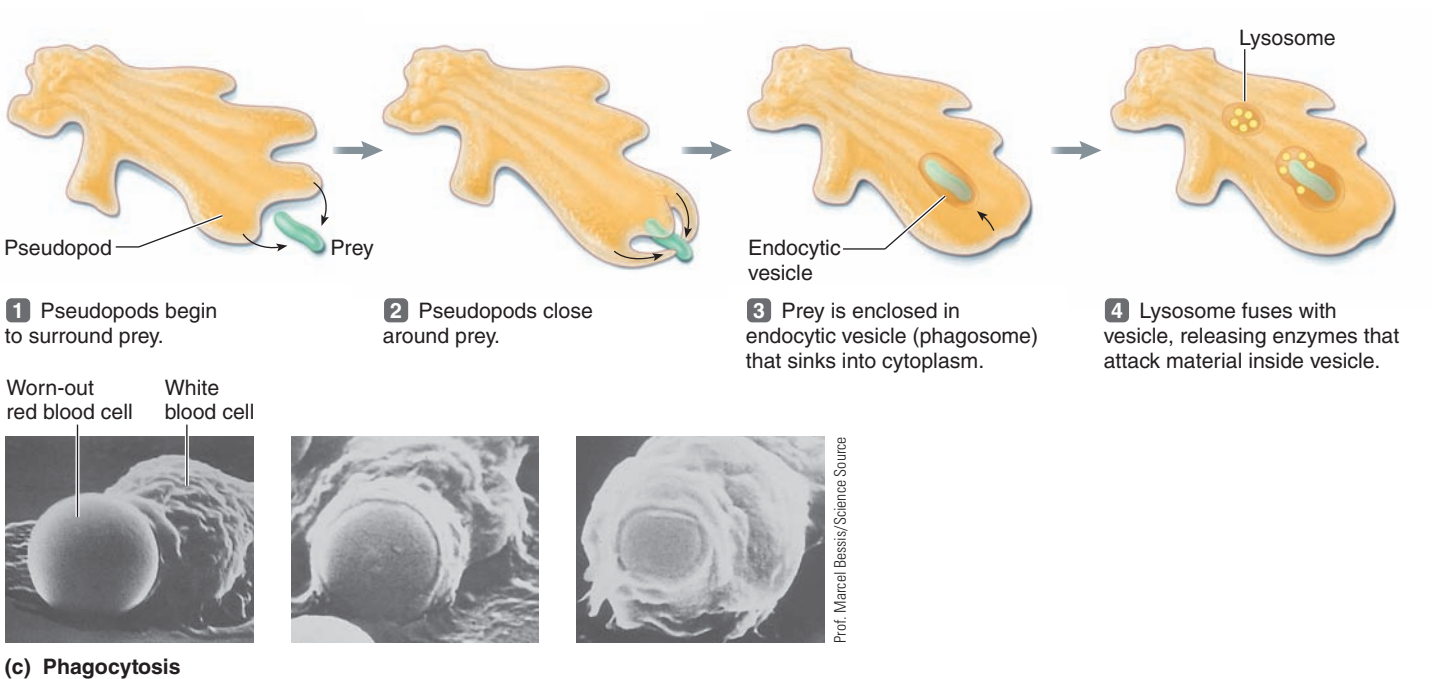 Lysosome
Pseudopod
Prey
Endocytic
vesicle
1 Pseudopods begin
to surround prey.
2 Pseudopods close
around prey.
3 Prey is enclosed in
endocytic vesicle (phagosome)
that sinks into cytoplasm.
4 Lysosome fuses with
vesicle, releasing enzymes that
attack material inside vesicle.
Worn-out
red blood cell
White
blood cell
Prof. Marcel Bessis/Science Source
(c) Phagocytosis